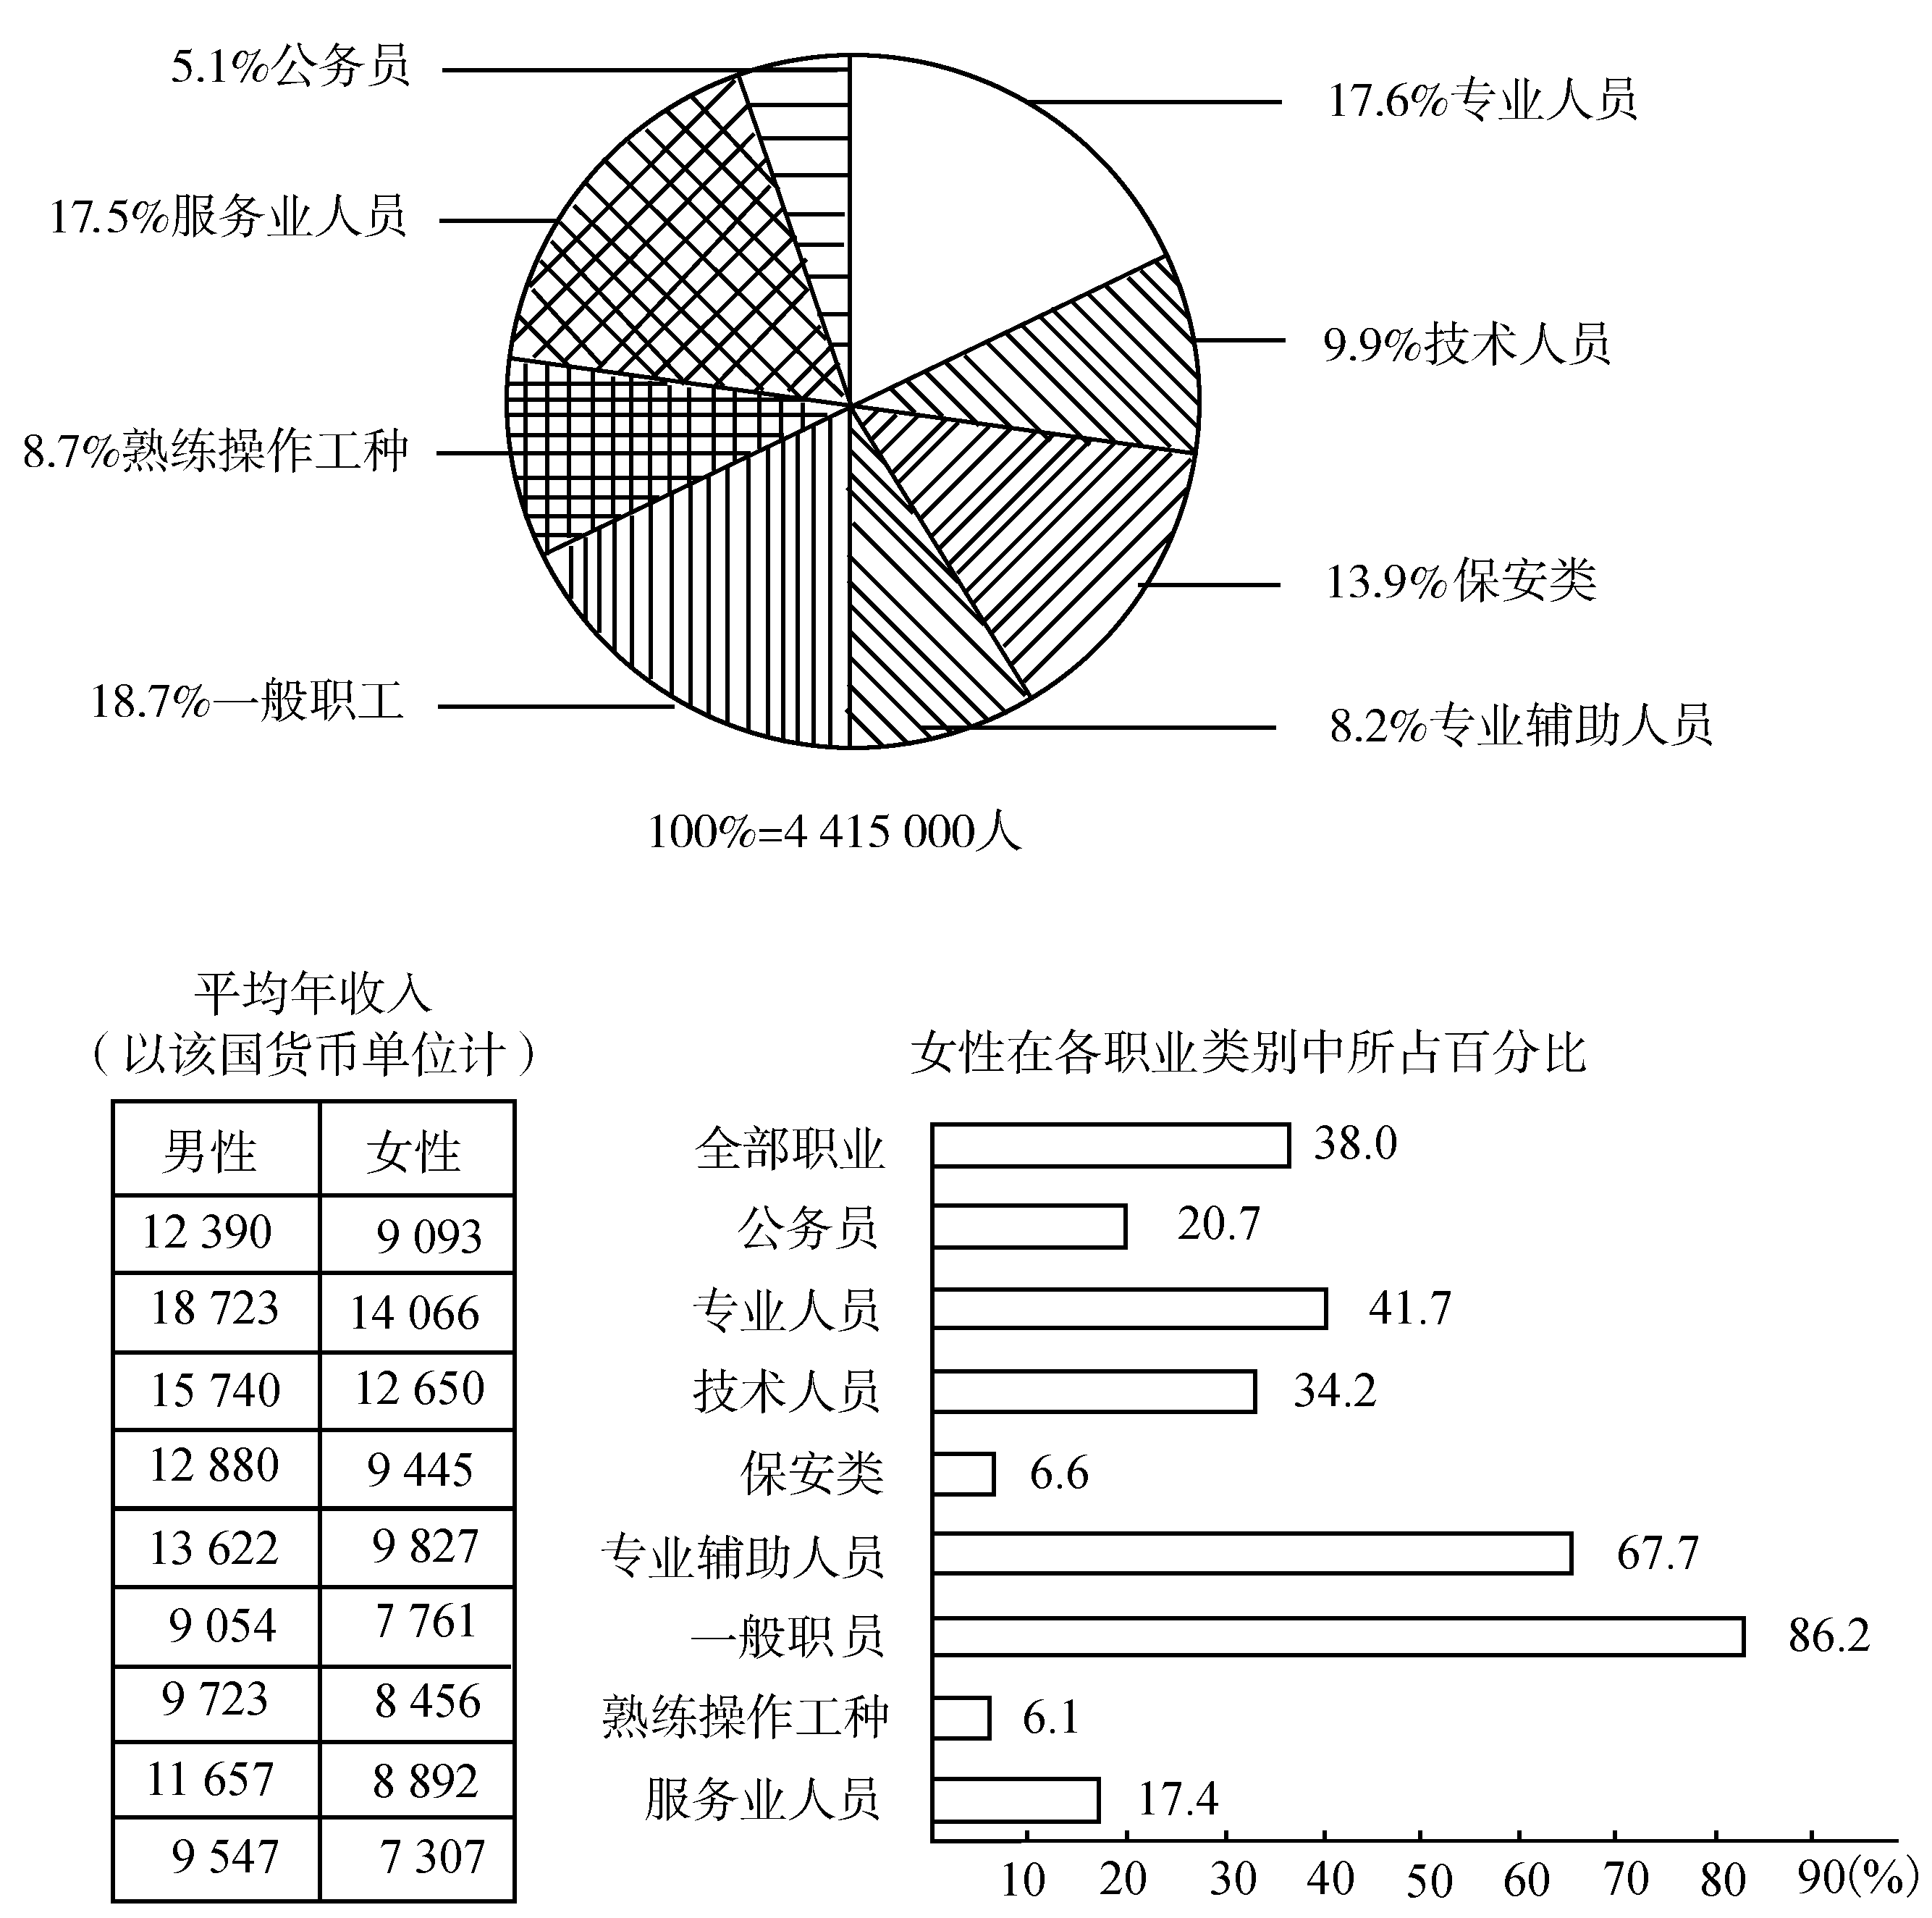 5.1%公务员
17.6%专业人员
17.5%服务业人员
9.9%技术人员
8.7%熟练操作工种
13.9%保安类
18.7%一般职工
8.2%专业辅助人员
100%=4 415 000人
平均年收入
（以该国货币单位计）
男性 女性
12 390 9 093
18 723 14 066
15 740 12 650
12 880 9 445
13 622 9 827
9 054 7 761
9 723 8 456
11 657 8 892
9 547 7 307
女性在各职业类别中所占百分比
全部职业 38.0
公务员 20.7
专业人员 41.7
技术人员 34.2
保安类 6.6
专业辅助人员 67.7
一般职员 86.2
熟练操作工种 6.1
服务业人员 17.4
10 20 30 40 50 60 70 80 90(%)